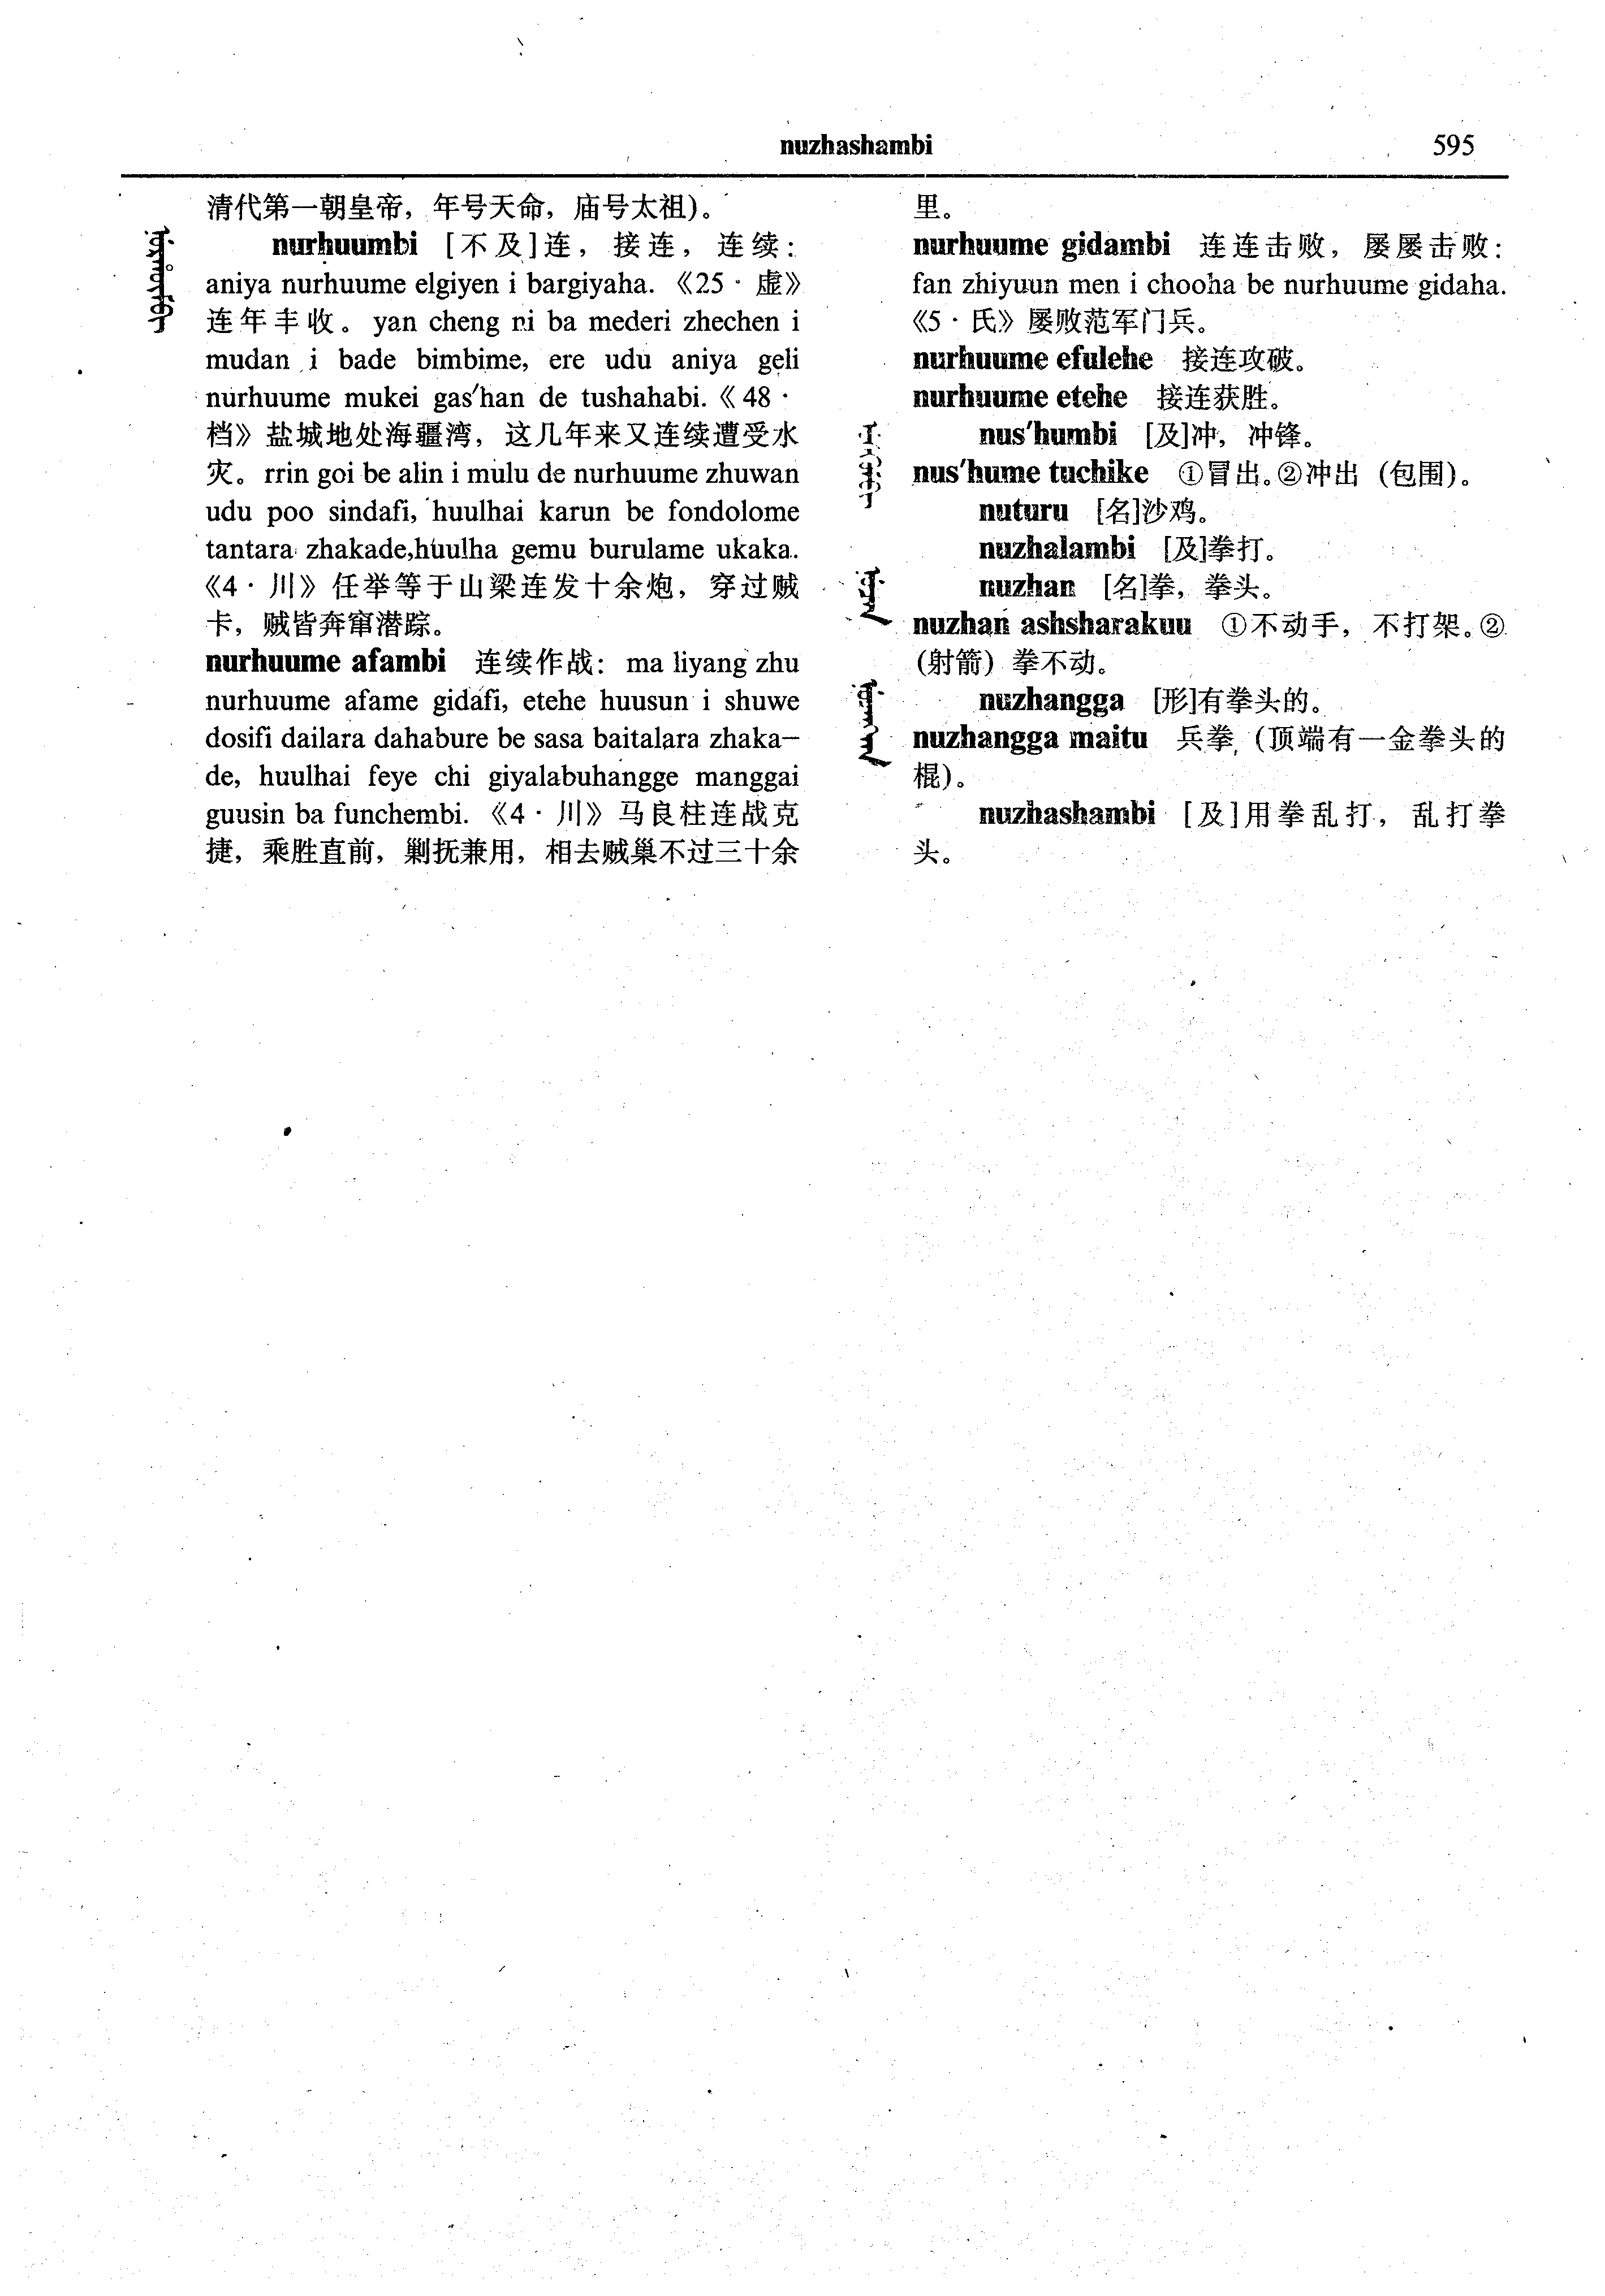 nuzhashambi
595
清代第一朝皇帝，年号天命，庙号太祖)。
nurhuumbi [不及]连，接连，连续：
aniya nurhuume elgiyen i bargiyaha.《25·虚》
连年丰收。yan cheng ni ba mederi zhechen i
mudan i bade bimbime, ere udu aniya geli
nurhuume mukei gas'han de tushahabi.《48·
档》盐城地处海疆湾，这几年来又连续遭受水
灾。rrin goi be alin i mulu de nurhuume zhuwan
udu poo sindafi, huulhai karun be fondolome
tantara zhakade,huulha gemu burulame ukaka.
《4·川》任举等于山梁连发十余炮，穿过贼
卡，贼皆奔窜潜踪。
nurhuume afambi 连续作战：ma liyang zhu
nurhuume afame gidafi, etehe huusun i shuwe
dosifi dailara dahabure be sasa baitalara zhaka—
de, huulhai feye chi giyalabuhangge manggai
guusin ba funchembi.《4·川》马良柱连战克
捷，乘胜直前，剿抚兼用，相去贼巢不过三十余
里。
nurhuume gidambi 连连击败，屡屡击败：
fan zhiyuun men i chooha be nurhuume gidaha.
《5·氏》屡败范军门兵。
nurhuume efulehe 接连攻破。
nurhuume etehe 接连获胜。
nus'humbi [及]冲，冲锋。
nus'hume tuchike ①冒出。②冲出（包围)。
nuturu [名]沙鸡。
nuzhalambi [及]拳打。
nuzhan [名]拳，拳头。
nuzhan ashsharakuu ①不动手，不打架。②
(射箭）拳不动。
nuzhangga [形]有拳头的。
nuzhangga maitu 兵拳 (顶端有一金拳头的
棍)。
nuzhashambi [及]用拳乱打，乱打拳
头。